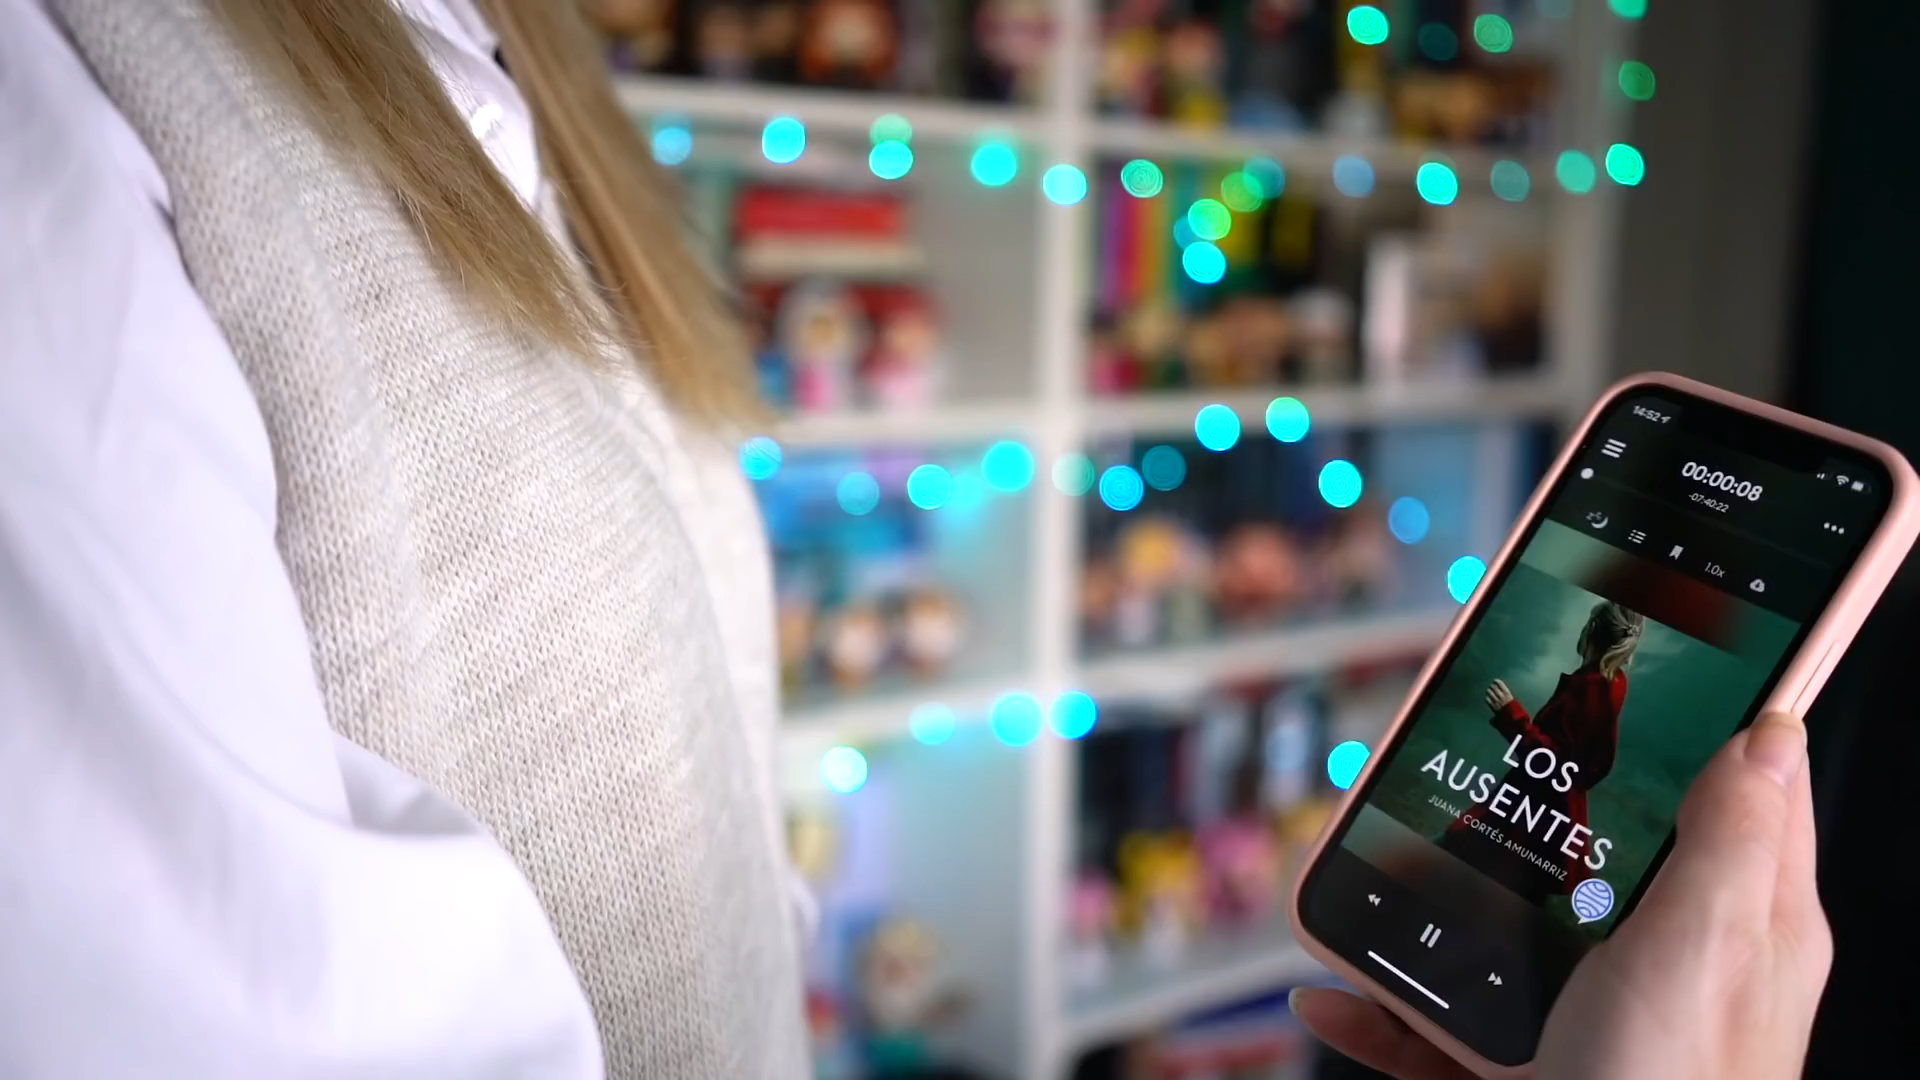 14:52
00:00:08
-07:40:22
1.0x
LOS
AUSENTES
JUANA CORTÉS AMUNARRIZ